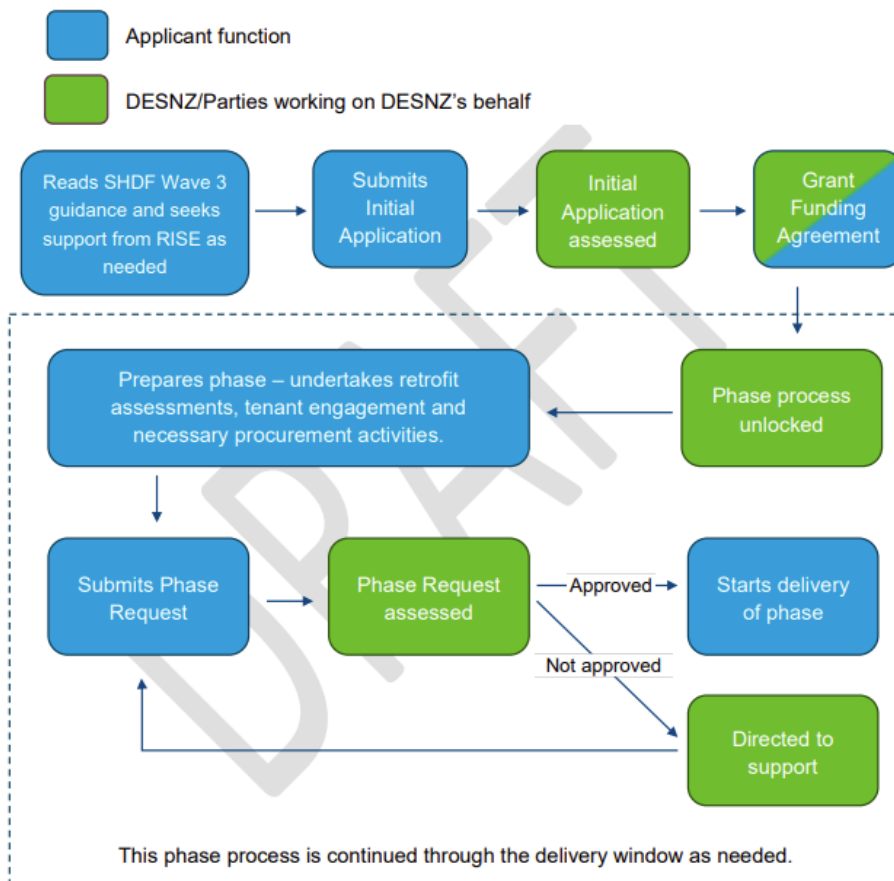 Applicant function
DESNZ/Parties working on DESNZ's behalf
Reads SHDF Wave 3
guidance and seeks
support from RISE as
needed
Submits
Initial
Application
Initial
Application
assessed
Grant
Funding
Agreement
Phase process
unlocked
Prepares phase – undertakes retrofit
assessments, tenant engagement and
necessary procurement activities.
Submits Phase
Request
Phase Request
assessed
Approved
Starts delivery
of phase
Not approved
Directed to
support
This phase process is continued through the delivery window as needed.
DRAFT